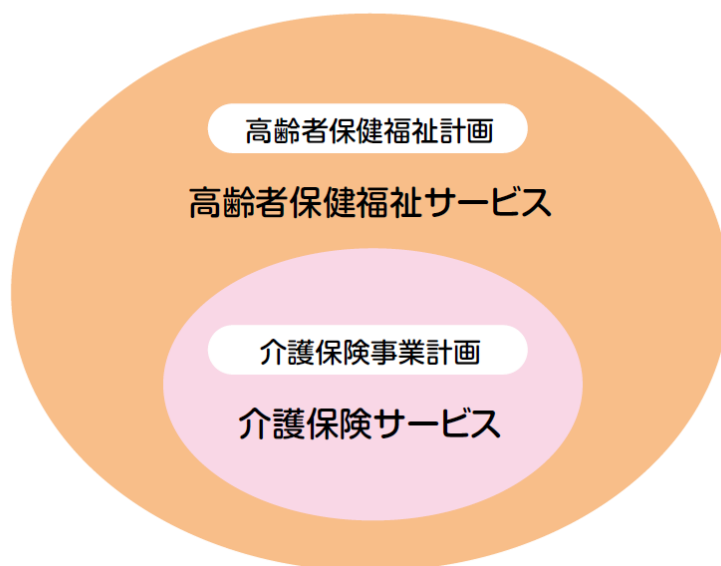 高齢者保健福祉計画
高齢者保健福祉サービス
介護保険事業計画
介護保険サービス